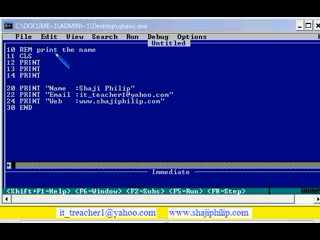 C:\DOCUME~1\ADMINI~1\Desktop\qbasic.exe
File Edit View Search Run Debug Options
Untitled
10 REM print the name
11 CLS
12 PRINT
13 PRINT
14 PRINT
20 PRINT "Name :Shaji Philip"
22 PRINT "Email :it_teacher1@yahoo.com"
24 PRINT "Web :www.shajiphilip.com"
30 END
Immediate
<Shift+F1=Help> <F6=Window> <F2=Subs> <F5=Run> <F8=Step>
it_treacher1@yahoo.com www.shajiphilip.com